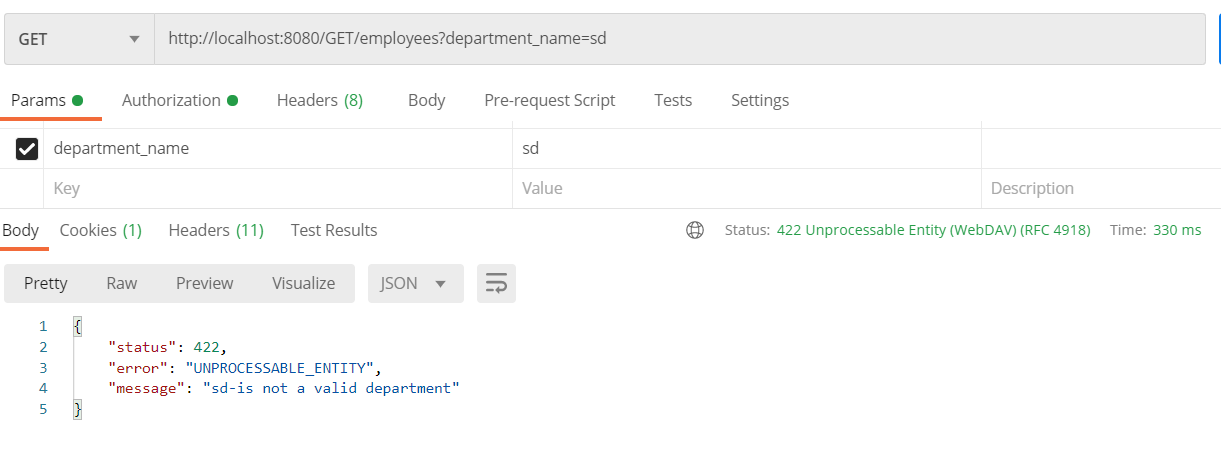 GET http://localhost:8080/GET/employees?department_name=sd
Params Authorization Headers (8) Body Pre-request Script Tests Settings
department_name sd
Key Value Description
Body Cookies (1) Headers (11) Test Results Status: 422 Unprocessable Entity (WebDAV) (RFC 4918) Time: 330 ms
Pretty Raw Preview Visualize JSON
1 {
2 "status": 422,
3 "error": "UNPROCESSABLE_ENTITY",
4 "message": "sd-is not a valid department"
5 }